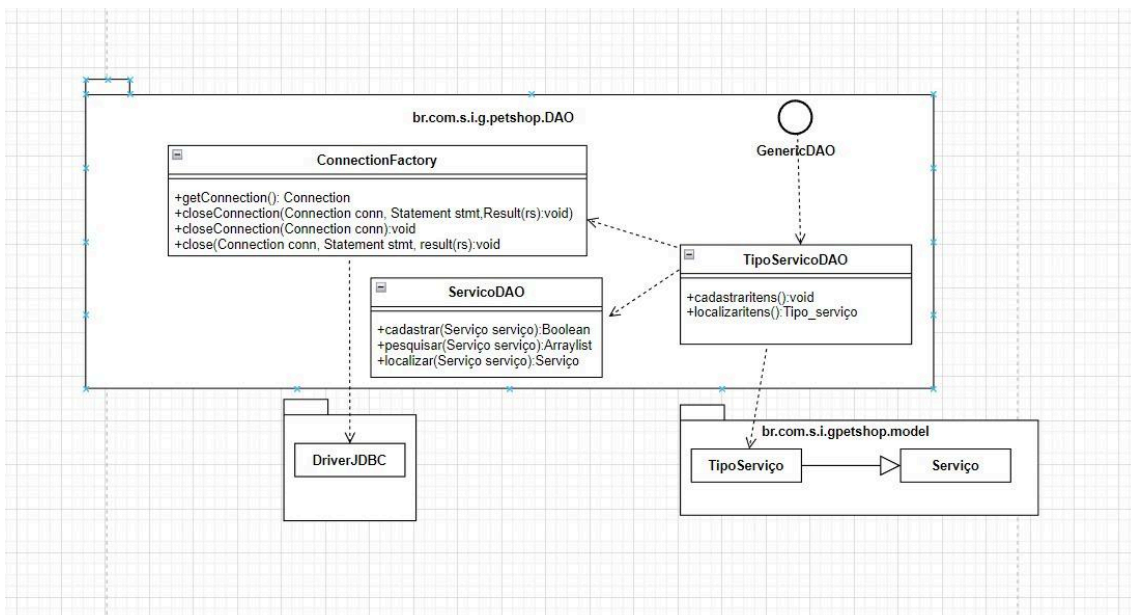 br.com.s.i.g.petshop.DAO
GenericDAO
ConnectionFactory
+getConnection(): Connection
+closeConnection(Connection conn, Statement stmt,Result(rs):void)
+closeConnection(Connection conn):void
+close(Connection conn, Statement stmt, result(rs):void
TipoServicoDAO
+cadastraritens():void
+localizaritens():Tipo_serviço
ServicoDAO
+cadastrar(Serviço serviço):Boolean
+pesquisar(Serviço serviço):Arraylist
+localizar(Serviço serviço):Serviço
DriverJDBC
br.com.s.i.gpetshop.model
TipoServiço
Serviço